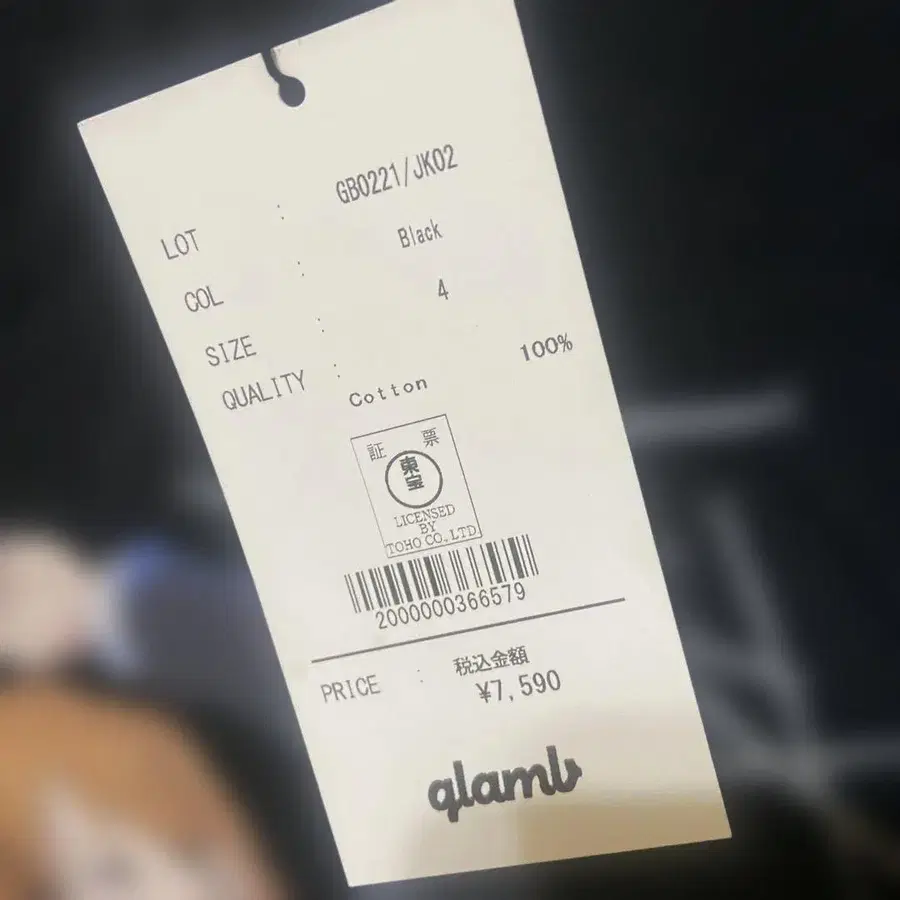 LOT : GB0221/JK02
COL : Black
SIZE : 4
QUALITY :
Cotton 100%
証 票
東宝
LICENSED
BY
TOHO CO., LTD
2000000366579
PRICE : 税込金額
¥7,590
glamb